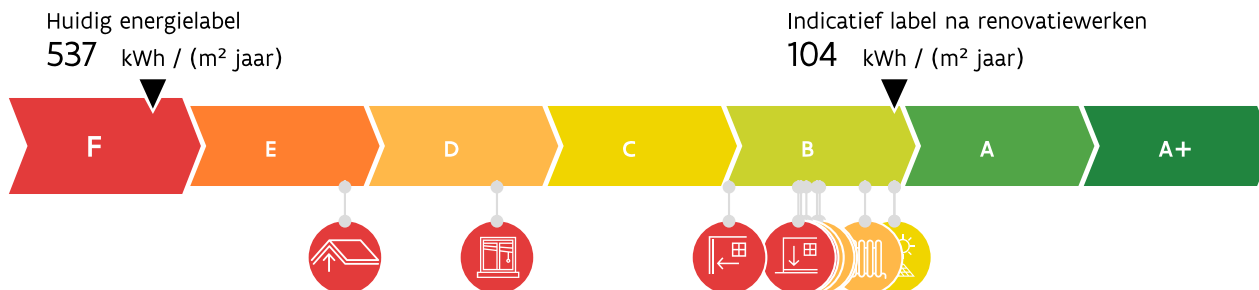 Huidig energielabel
537 kWh / (m² jaar)
Indicatief label na renovatiewerken
104 kWh / (m² jaar)
F E D C B A A+